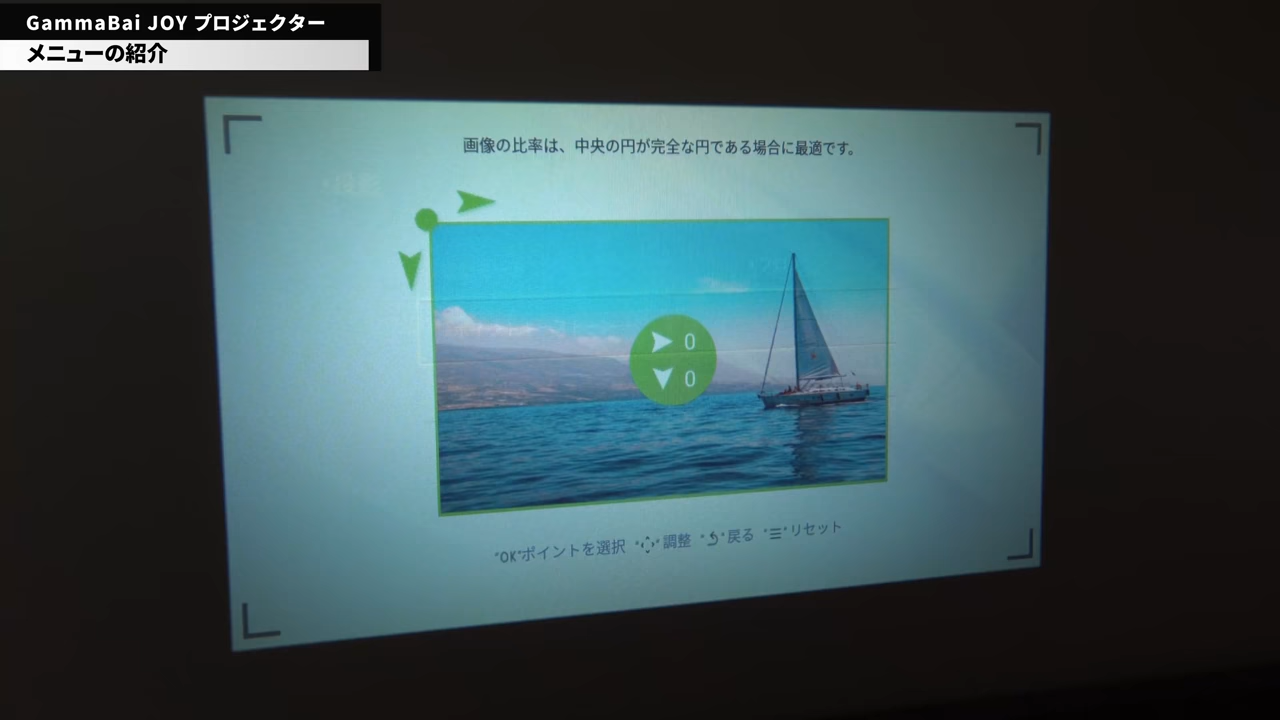 GammaBai JOY プロジェクター
メニューの紹介
画像の比率は、中央の円が完全な円である場合に最適です。
0
0
"OK"ポイントを選択 " "調整 " "戻る "☰"リセット